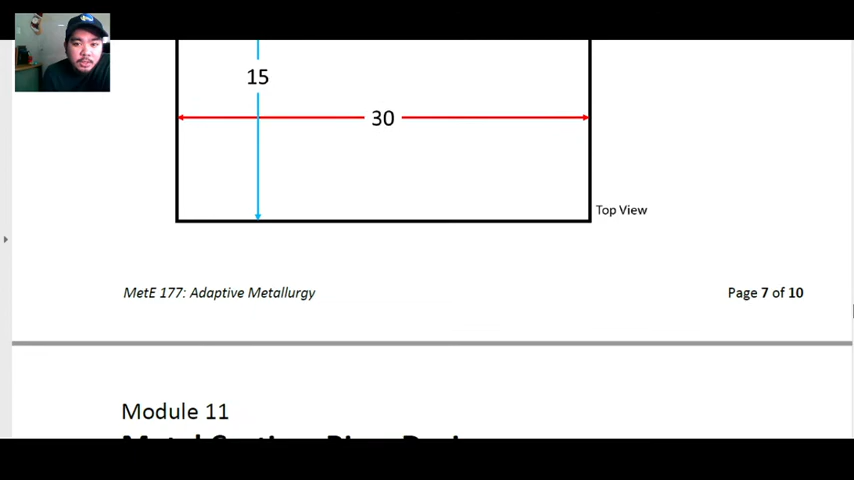 15
30
Top View
MetE 177: Adaptive Metallurgy
Page 7 of 10
Module 11